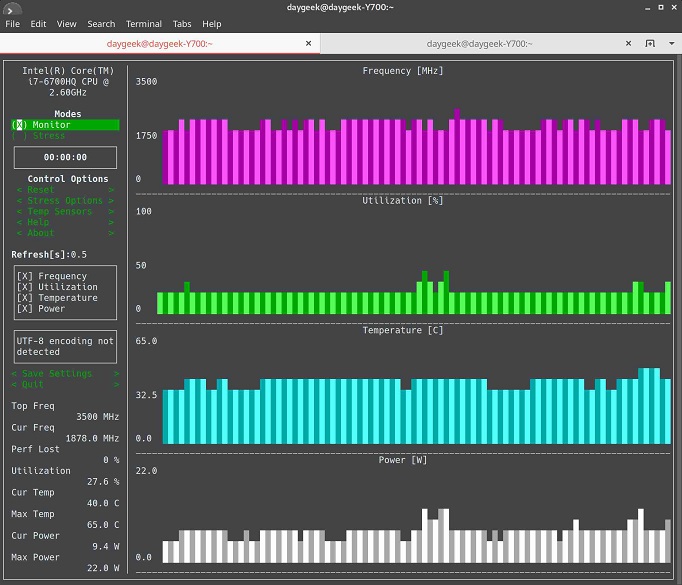 daygeek@daygeek-Y700:~
File Edit View Search Terminal Tabs Help
daygeek@daygeek-Y700:~
daygeek@daygeek-Y700:~
Intel(R) Core(TM)
i7-6700HQ CPU @
2.60GHz
Modes
(X) Monitor
( ) Stress
00:00:00
Control Options
< Reset >
< Stress Options >
< Temp Sensors >
< Help >
< About >
Refresh[s]:0.5
[X] Frequency
[X] Utilization
[X] Temperature
[X] Power
UTF-8 encoding not
detected
< Save Settings >
< Quit >
Top Freq
3500 MHz
Cur Freq
1878.0 MHz
Perf Lost
0 %
Utilization
27.6 %
Cur Temp
40.0 C
Max Temp
65.0 C
Cur Power
9.4 W
Max Power
22.0 W
Frequency [MHz]
3500
1750
0
Utilization [%]
100
50
0
Temperature [C]
65.0
32.5
0.0
Power [W]
22.0
0.0